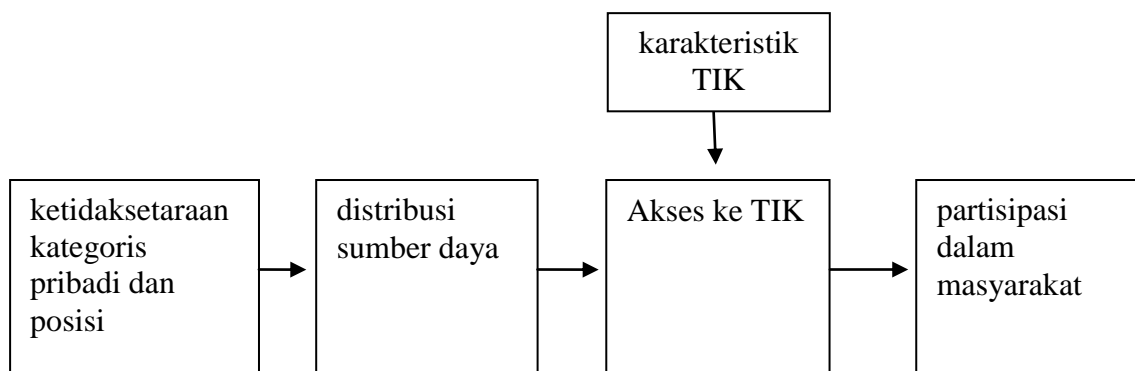 karakteristik
TIK
ketidaksetaraan
kategoris
pribadi dan
posisi
distribusi
sumber daya
Akses ke TIK
partisipasi
dalam
masyarakat